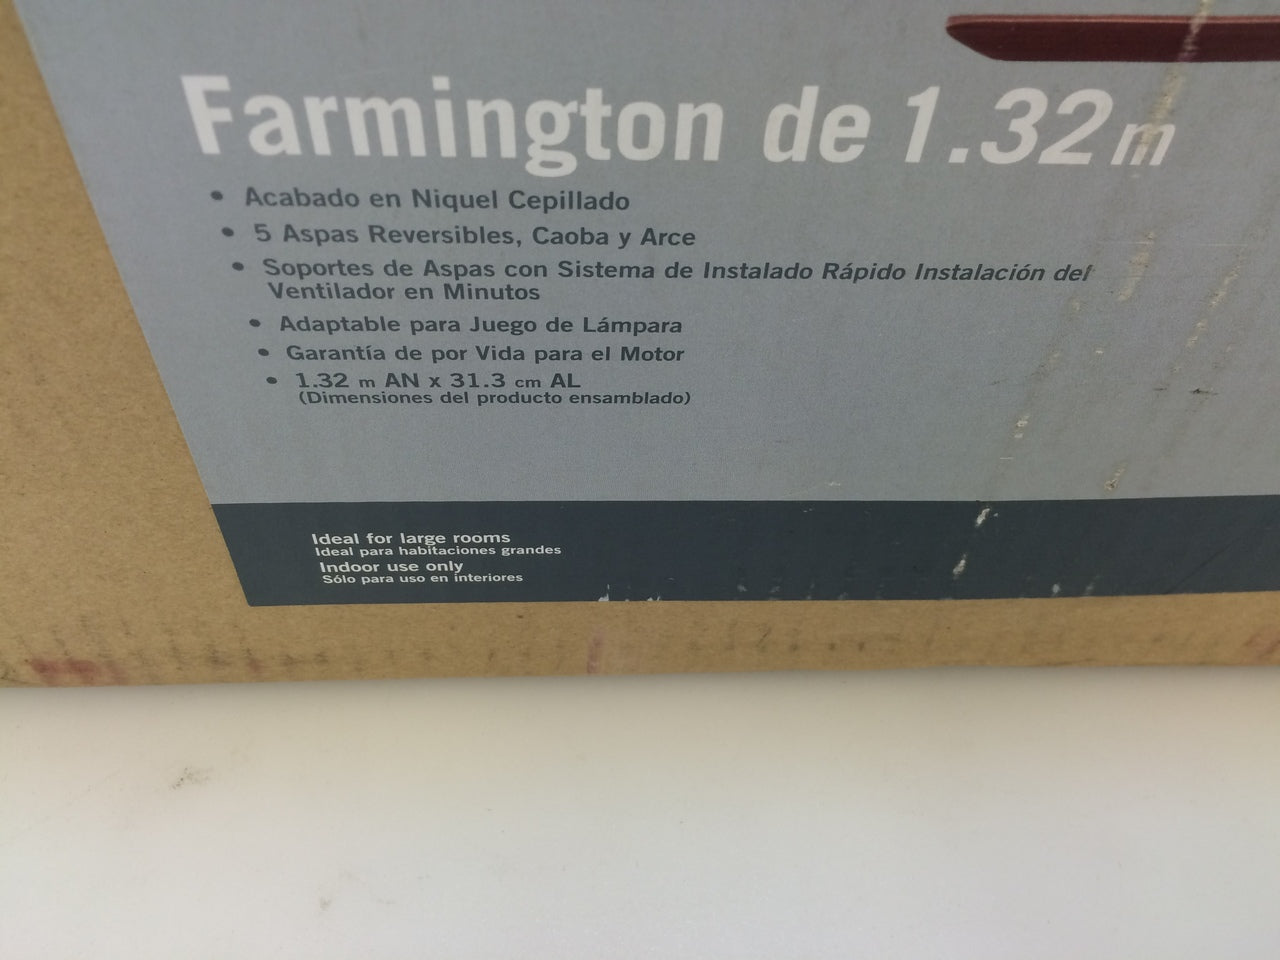 Farmington de 1.32 m
• Acabado en Niquel Cepillado
• 5 Aspas Reversibles, Caoba y Arce
• Soportes de Aspas con Sistema de Instalado Rápido Instalación del
Ventilador en Minutos
• Adaptable para Juego de Lámpara
• Garantía de por Vida para el Motor
• 1.32 m AN x 31.3 cm AL
(Dimensiones del producto ensamblado)
Ideal for large rooms
Ideal para habitaciones grandes
Indoor use only
Sólo para uso en interiores